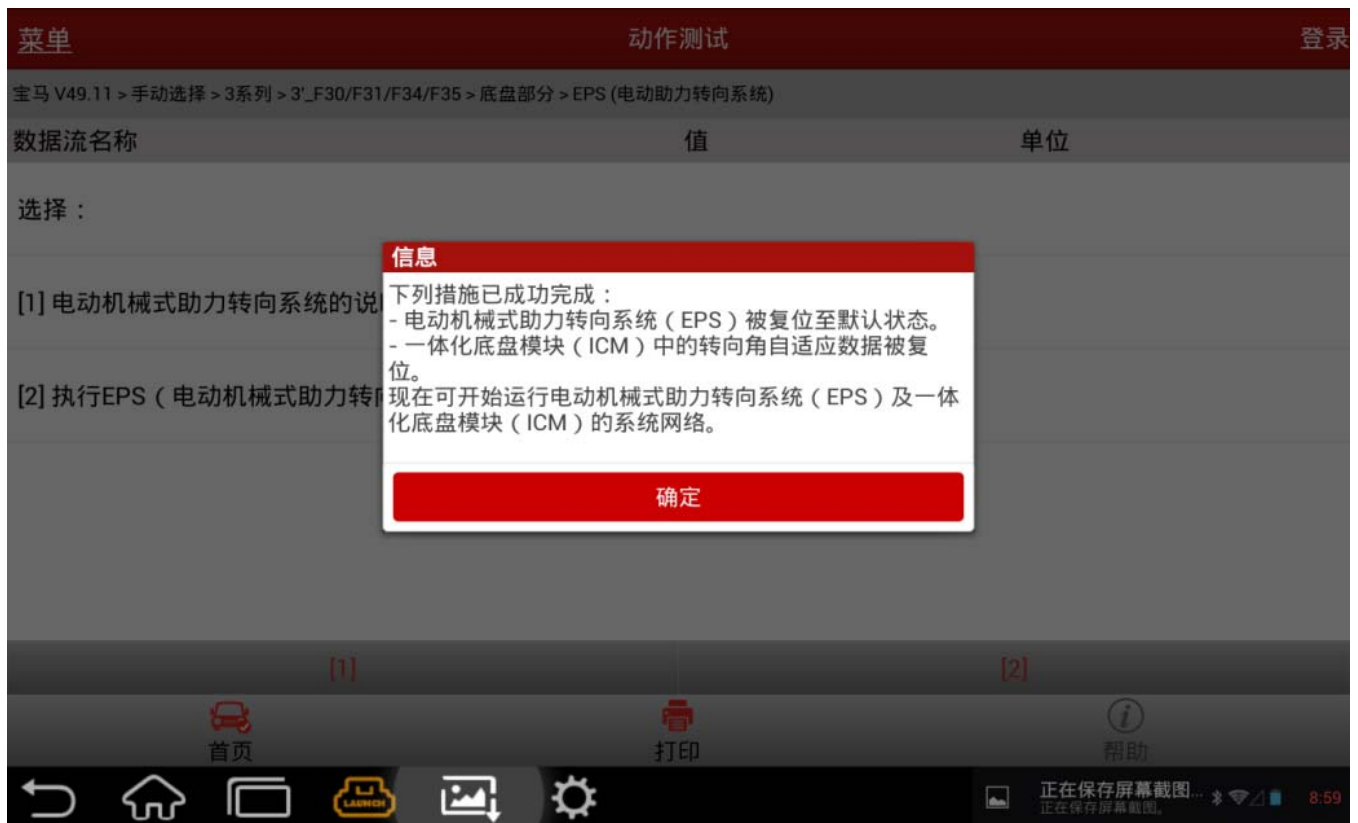 菜单
动作测试
登录
宝马 V49.11 > 手动选择 > 3系列 > 3'_F30/F31/F34/F35 > 底盘部分 > EPS (电动助力转向系统)
数据流名称
值
单位
选择：
[1] 电动机械式助力转向系统的说
[2] 执行EPS（电动机械式助力转
信息
下列措施已成功完成：
- 电动机械式助力转向系统（EPS）被复位至默认状态。
- 一体化底盘模块（ICM）中的转向角自适应数据被复
位。
现在可开始运行电动机械式助力转向系统（EPS）及一体
化底盘模块（ICM）的系统网络。
确定
[1]
[2]
首页
打印
帮助
LAUNCH
正在保存屏幕截图...
正在保存屏幕截图。
8:59